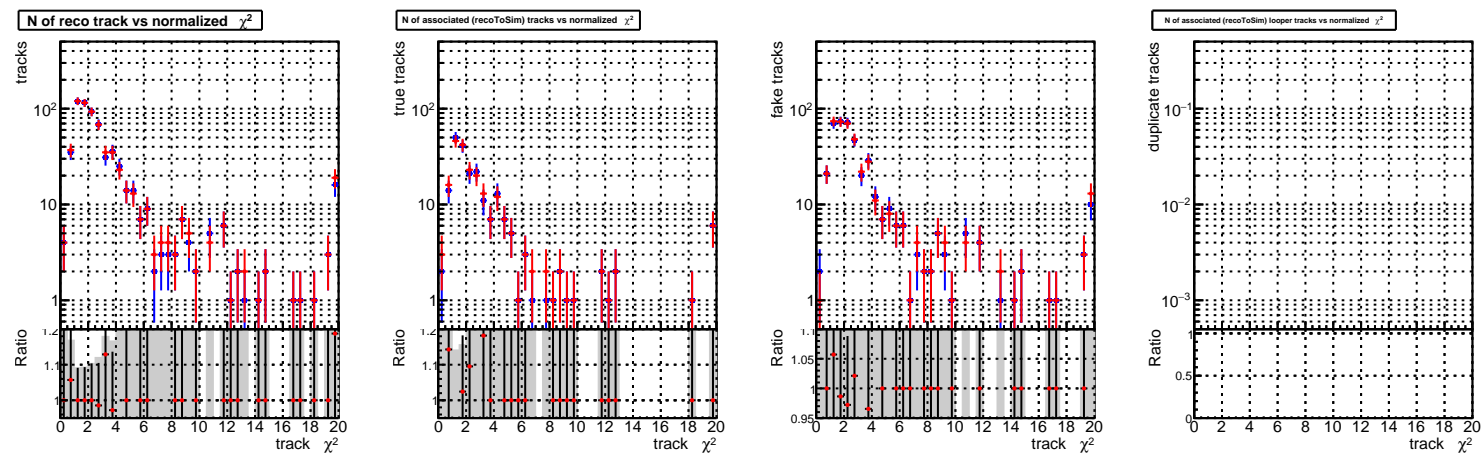 N of reco track vs normalized χ²
tracks
10²
10
1
Ratio
1.2
1.1
1
0 2 4 6 8 10 12 14 16 18 20
track χ²
N of associated (recoToSim) tracks vs normalized χ²
true tracks
10²
10
1
Ratio
1.2
1.1
1
0 2 4 6 8 10 12 14 16 18 20
track χ²
fake tracks
10²
10
1
Ratio
1.1
1.05
1
0.95
0 2 4 6 8 10 12 14 16 18 20
track χ²
N of associated (recoToSim) looper tracks vs normalized χ²
duplicate tracks
10⁻¹
10⁻²
10⁻³
Ratio
1
0.5
0
0 2 4 6 8 10 12 14 16 18 20
track χ²